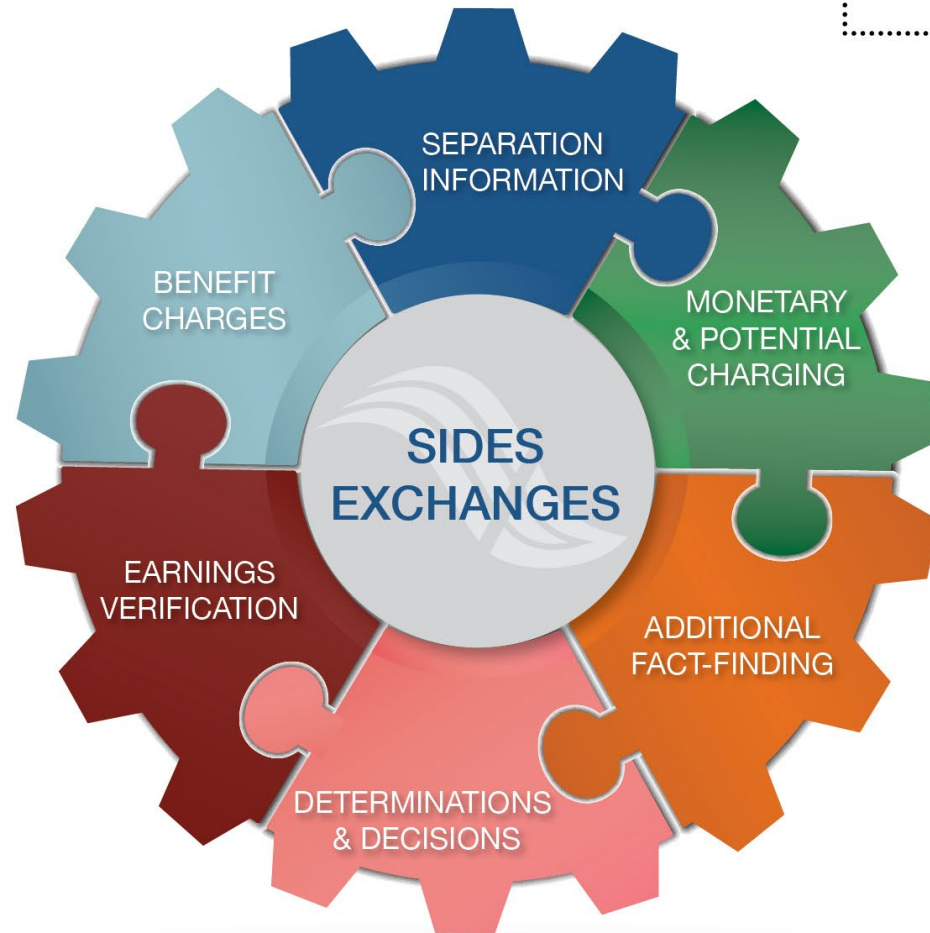 SEPARATION
INFORMATION
MONETARY
& POTENTIAL
CHARGING
ADDITIONAL
FACT-FINDING
DETERMINATIONS
& DECISIONS
EARNINGS
VERIFICATION
BENEFIT
CHARGES
SIDES
EXCHANGES